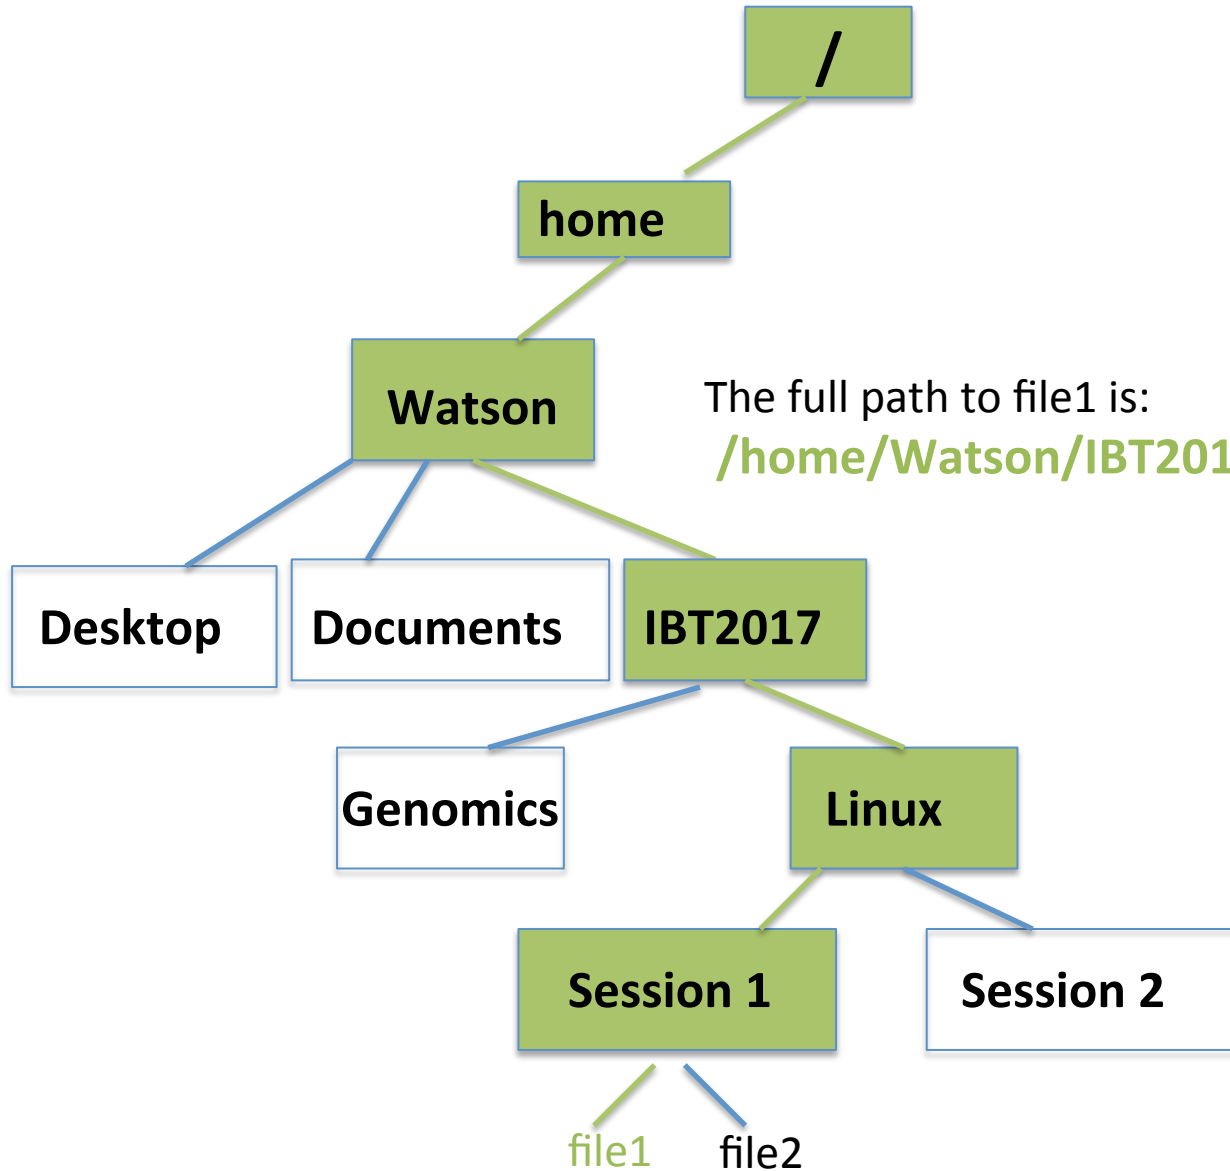 /
home
Watson
The full path to file1 is:
/home/Watson/IBT201
Desktop
Documents
IBT2017
Genomics
Linux
Session 1
Session 2
file1
file2